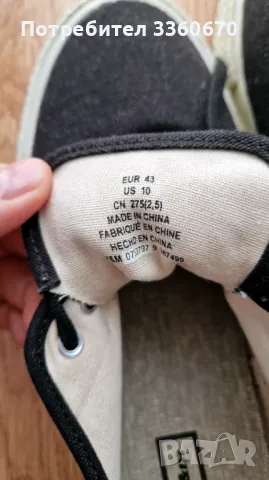 Потребител 3360670
EUR 43
US 10
CN 275(2,5)
MADE IN CHINA
FABRIQUÉ EN CHINE
HECHO EN CHINA
BAZAR